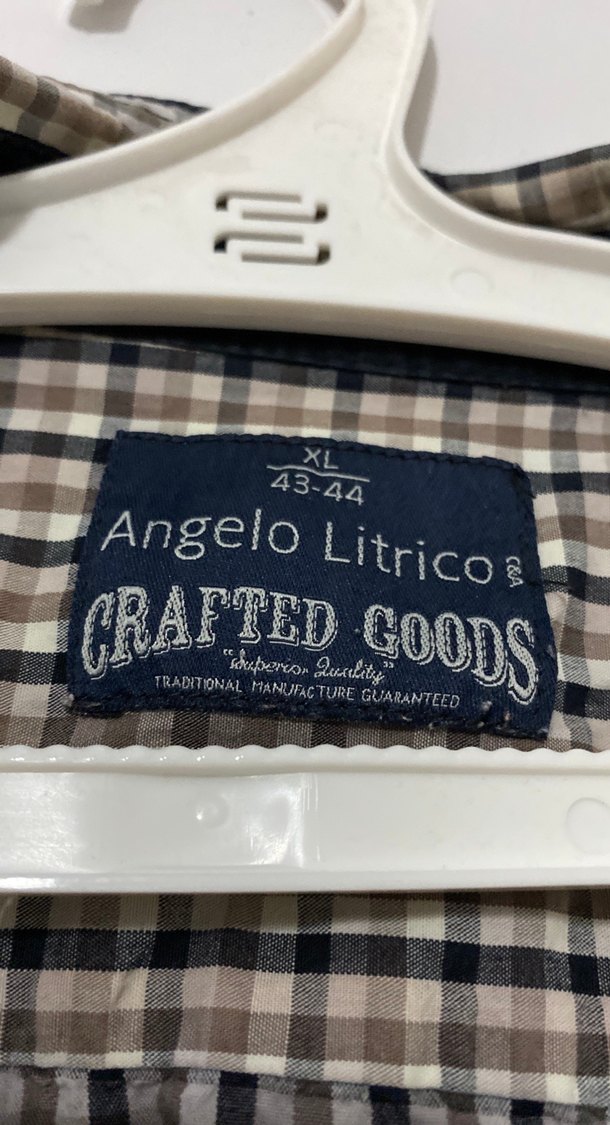 XL
43-44
Angelo Litrico C&A
CRAFTED GOODS
"Superior Quality"
TRADITIONAL MANUFACTURE GUARANTEED